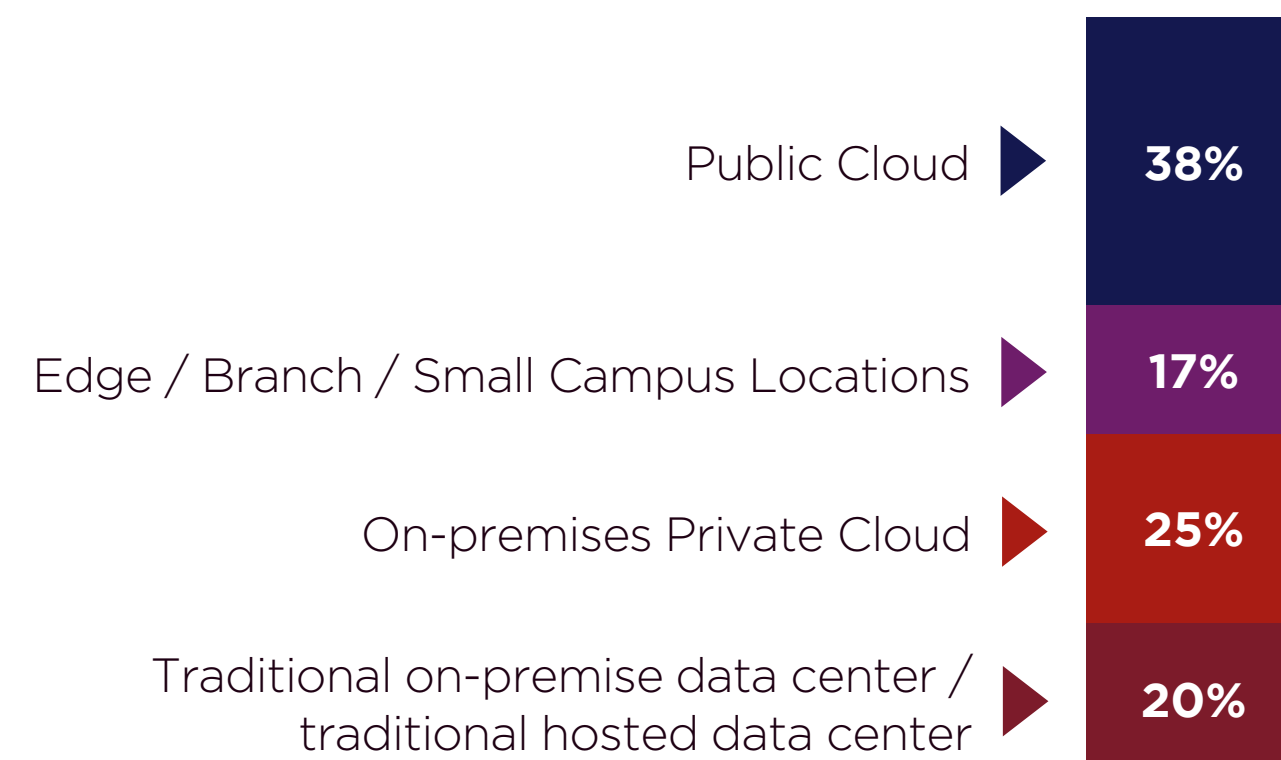 Public Cloud
38%
Edge / Branch / Small Campus Locations
17%
On-premises Private Cloud
25%
Traditional on-premise data center /
traditional hosted data center
20%